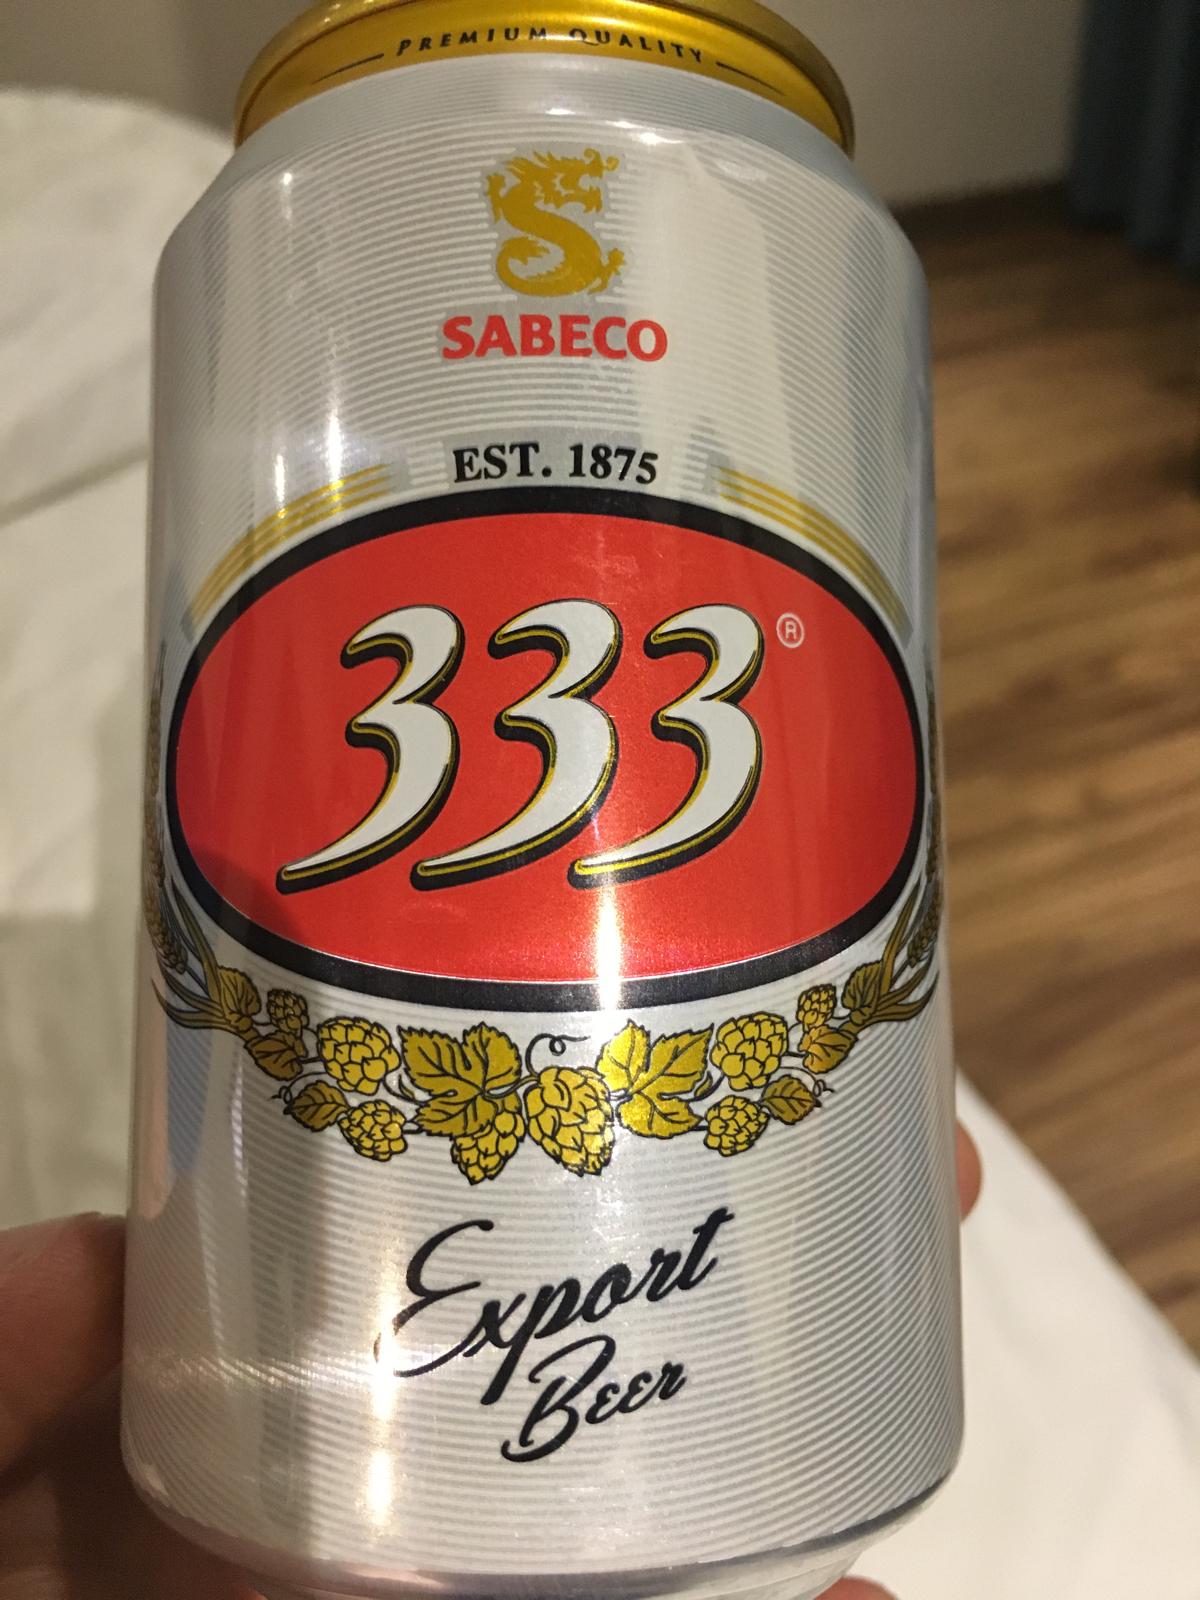 PREMIUM QUALITY
SABECO
EST. 1875
333®
Export
Beer